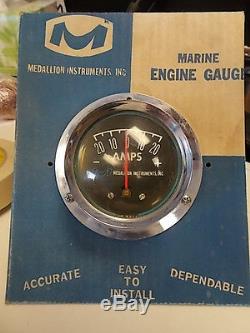 M
MEDALLION INSTRUMENTS, INC.
MARINE
ENGINE GAUGE
20 10 0 10 20
AMPS
MEDALLION INSTRUMENTS, INC.
ACCURATE
EASY
TO
INSTALL
DEPENDABLE